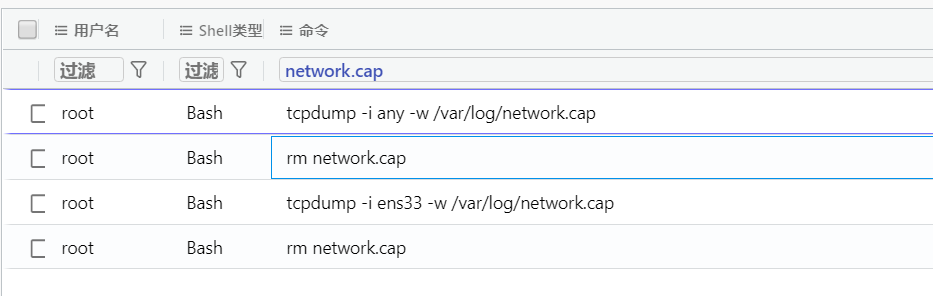 用户名 Shell类型 命令
过滤 过滤 network.cap
root Bash tcpdump -i any -w /var/log/network.cap
root Bash rm network.cap
root Bash tcpdump -i ens33 -w /var/log/network.cap
root Bash rm network.cap